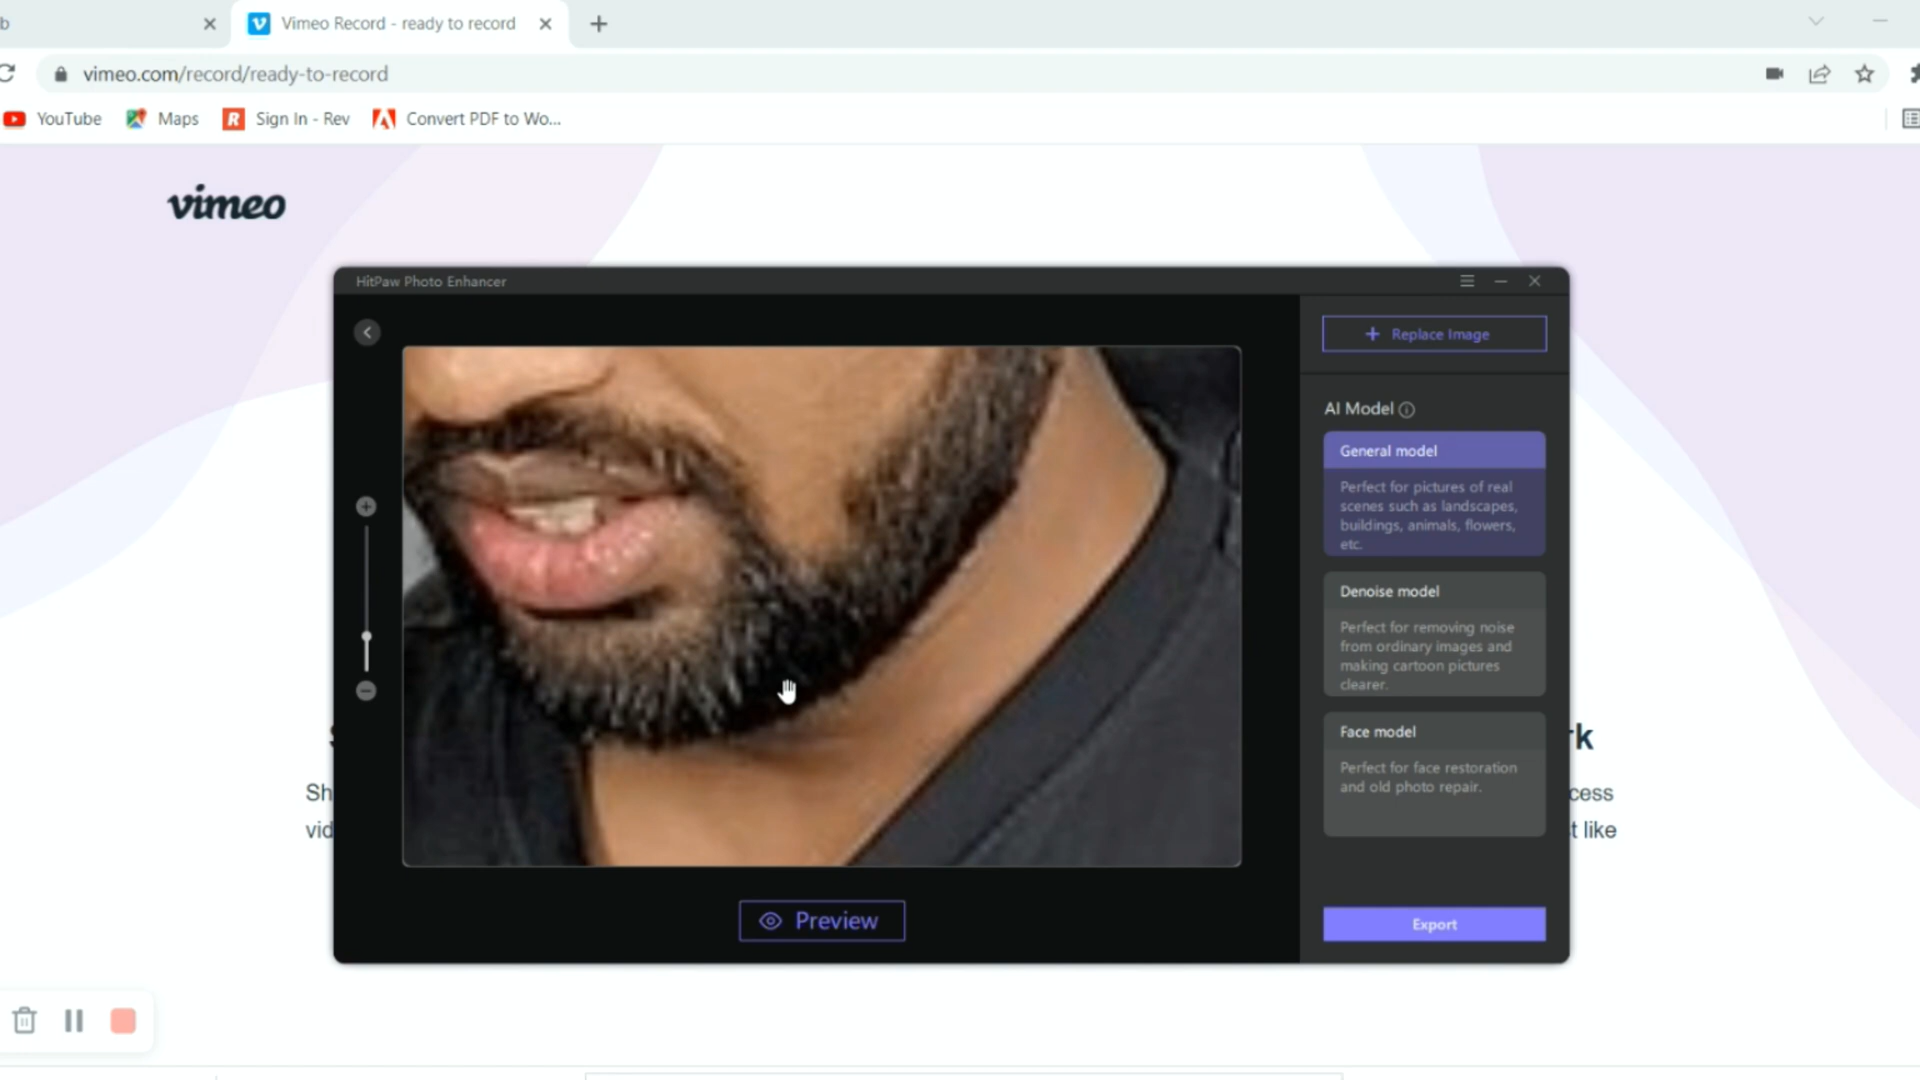 b
Vimeo Record - ready to record
vimeo.com/record/ready-to-record
YouTube
Maps
Sign In - Rev
Convert PDF to Wo...
vimeo
HitPaw Photo Enhancer
Replace Image
AI Model
General model
Perfect for pictures of real
scenes such as landscapes,
buildings, animals, flowers,
etc.
Denoise model
Perfect for removing noise
from ordinary images and
making cartoon pictures
clearer.
Face model
Perfect for face restoration
and old photo repair.
rk
Sh
cess
vid
t like
Preview
Export